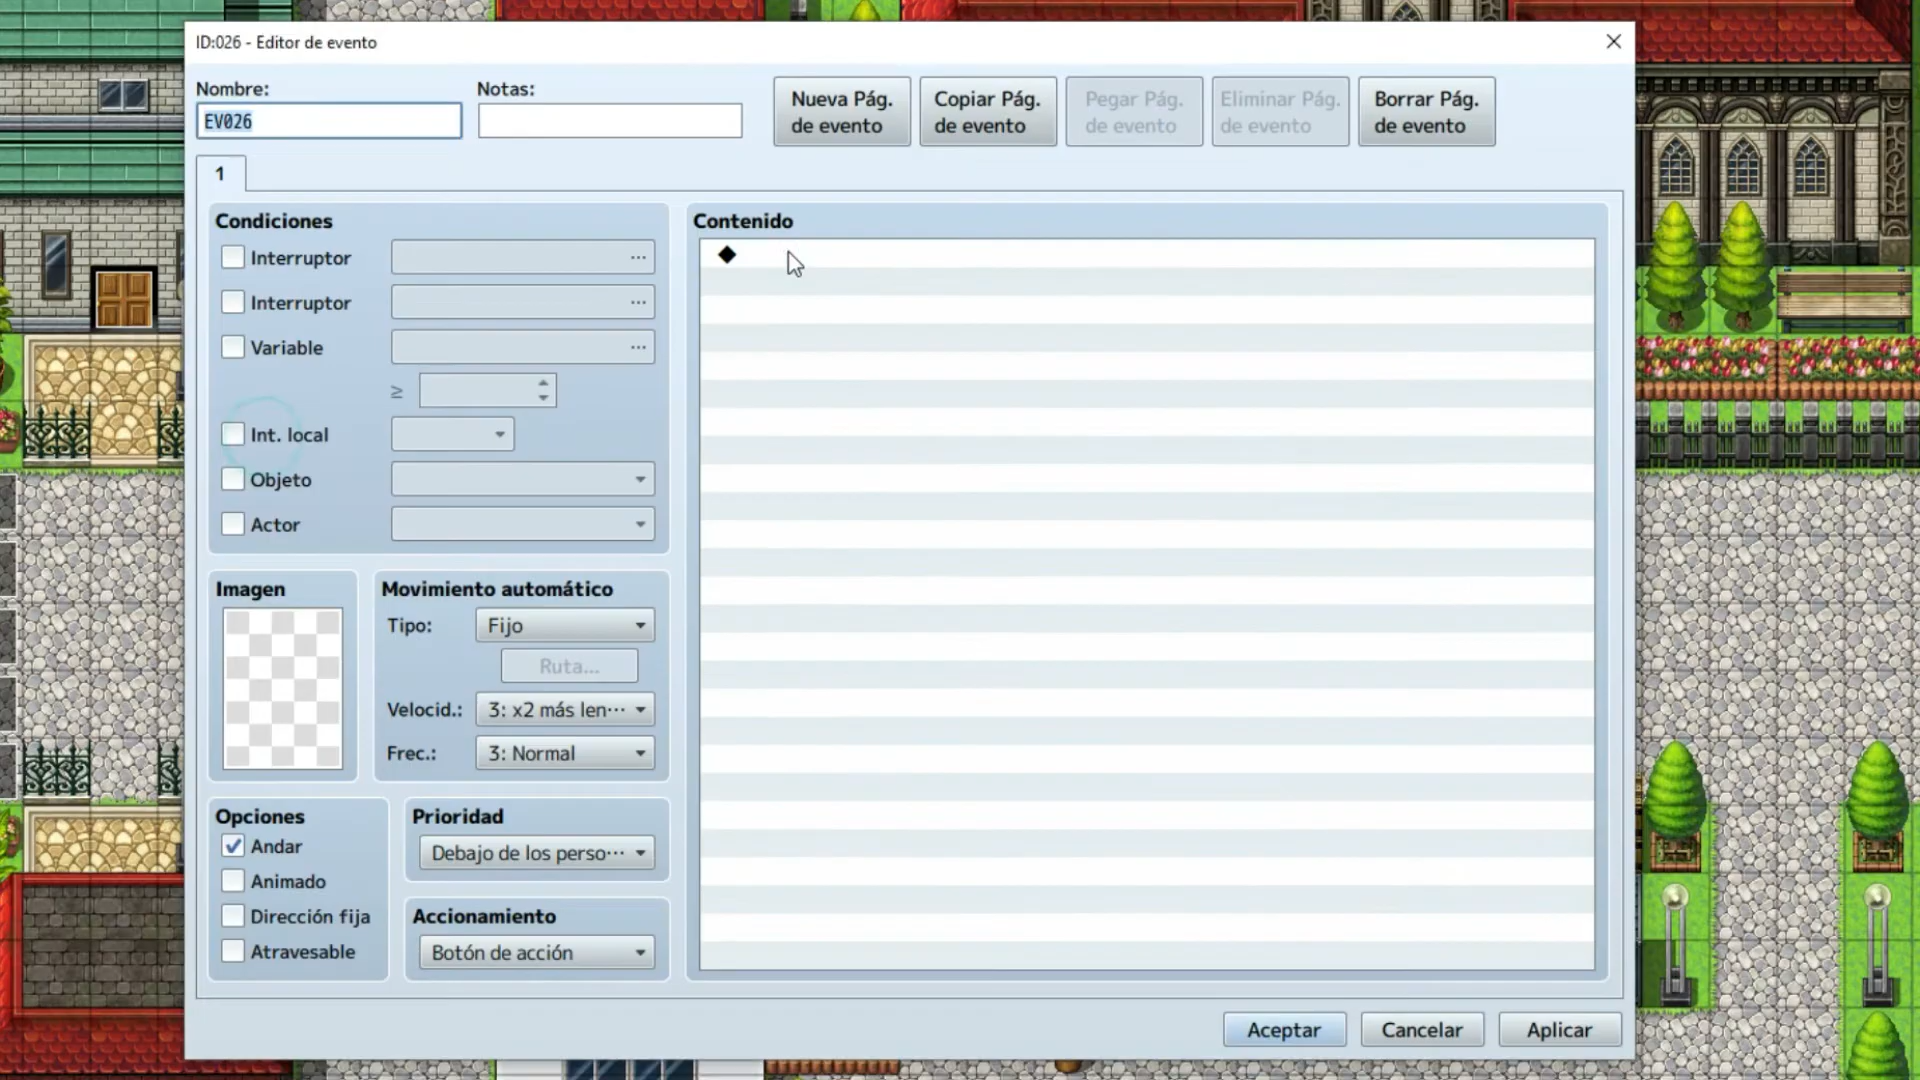 ID:026 - Editor de evento
Nombre:
Notas:
EV026
Nueva Pág.
de evento
Copiar Pág.
de evento
Pegar Pág.
de evento
Eliminar Pág.
de evento
Borrar Pág.
de evento
1
Condiciones
Interruptor
...
Interruptor
...
Variable
...
≥
Int. local
Objeto
Actor
Imagen
Movimiento automático
Tipo:
Fijo
Ruta...
Velocid.:
3: x2 más len...
Frec.:
3: Normal
Opciones
Andar
Animado
Dirección fija
Atravesable
Prioridad
Debajo de los perso...
Accionamiento
Botón de acción
Contenido
Aceptar
Cancelar
Aplicar